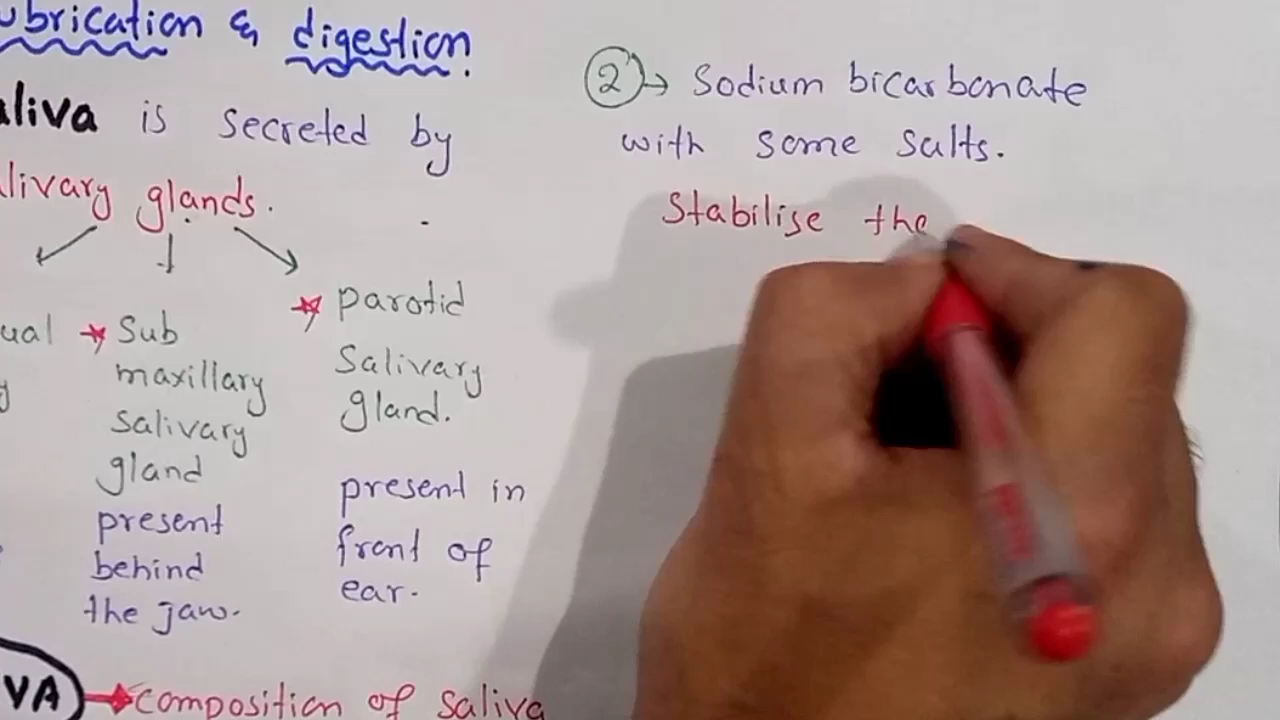 ubrication & digestion.
aliva is secreted by
alivary glands.
ual
y
* Sub
maxillary
salivary
gland
present
behind
the jaw.
* parotid
Salivary
gland.
present in
front of
ear.
VA → composition of saliva
2 → Sodium bicarbonate
with some salts.
Stabilise the